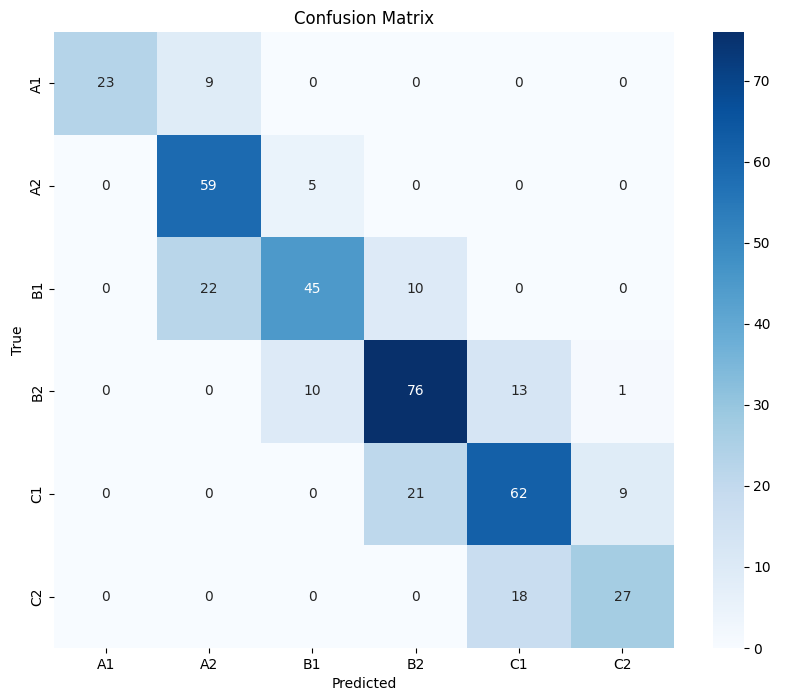 Confusion Matrix
A1 23 9 0 0 0 0
A2 0 59 5 0 0 0
B1 0 22 45 10 0 0
B2 0 0 10 76 13 1
C1 0 0 0 21 62 9
C2 0 0 0 0 18 27
A1 A2 B1 B2 C1 C2
Predicted
True
70
60
50
40
30
20
10
0